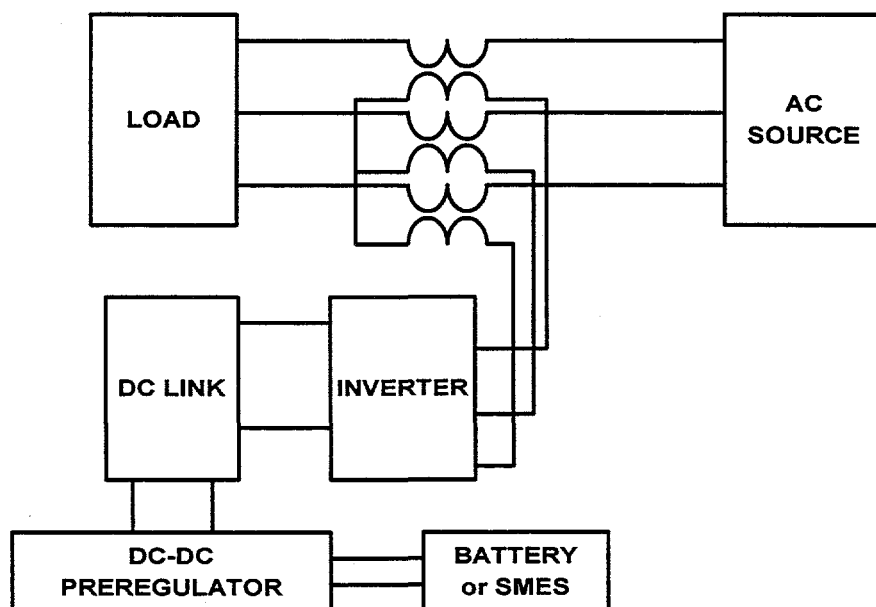 LOAD
AC
SOURCE
DC LINK
INVERTER
DC-DC
PREREGULATOR
BATTERY
or SMES